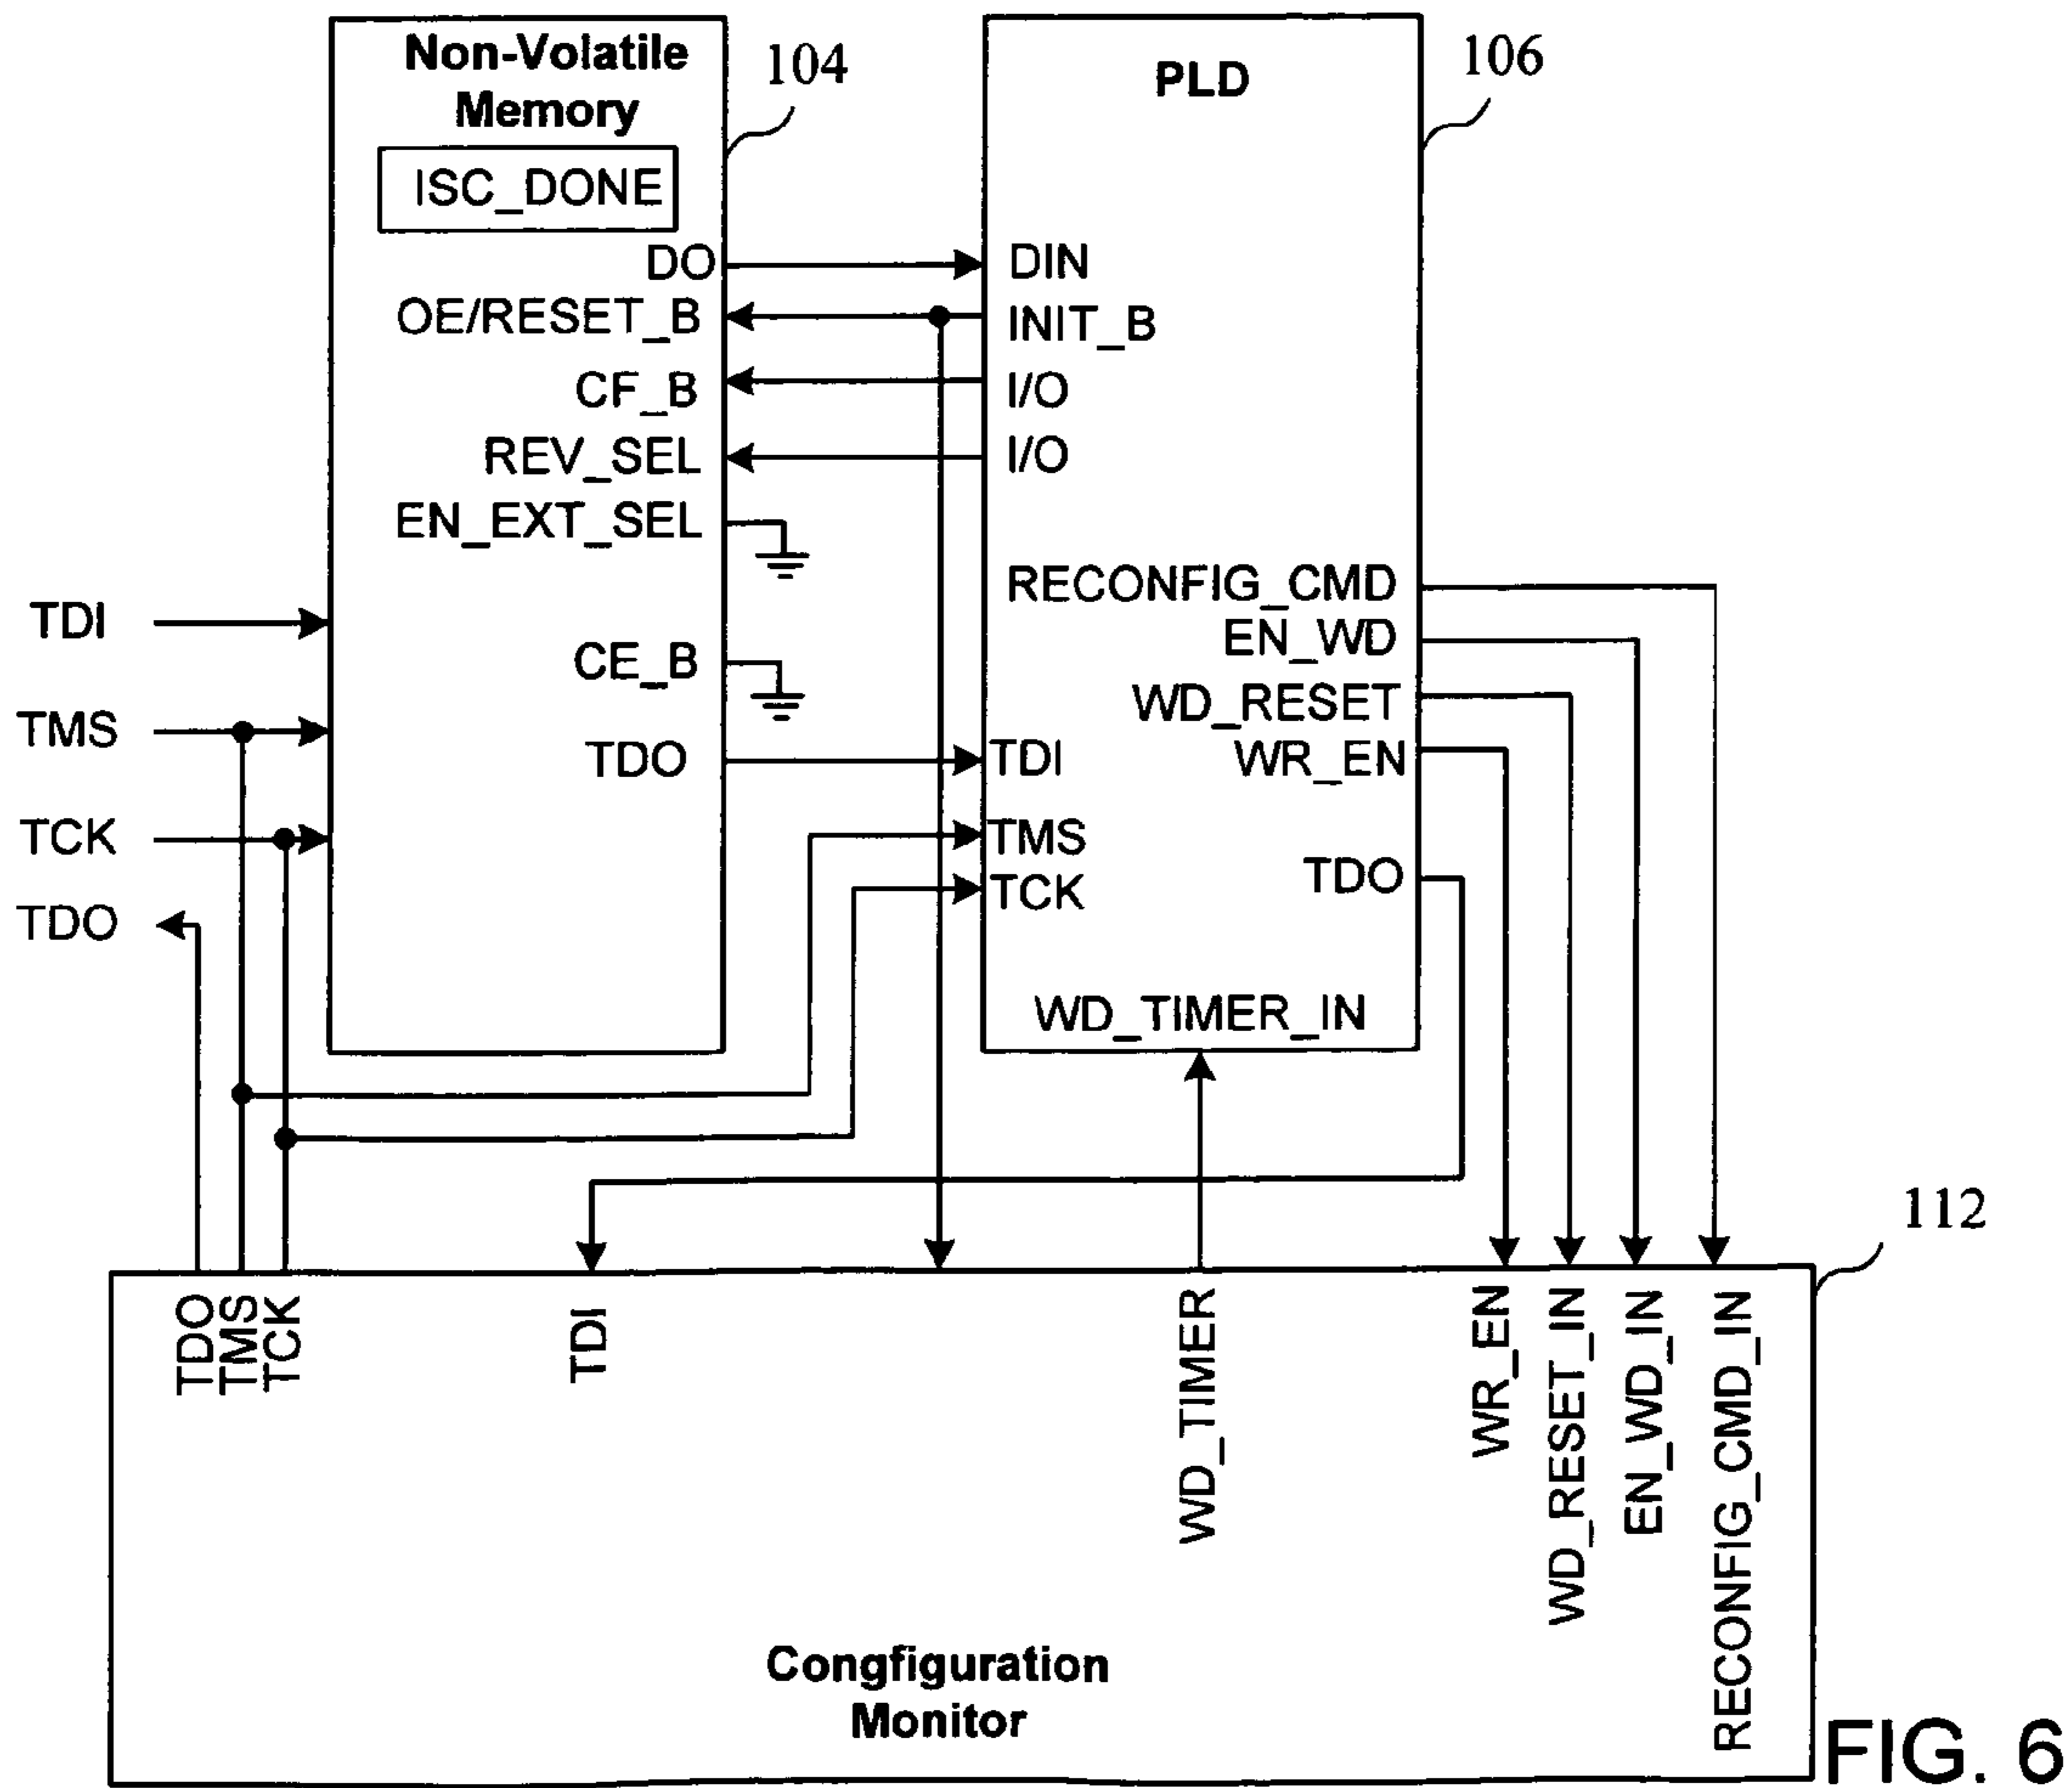 Non-Volatile
Memory
104
ISC_DONE
DO
OE/RESET_B
CF_B
REV_SEL
EN_EXT_SEL
CE_B
TDO
PLD
106
DIN
INIT_B
I/O
I/O
RECONFIG_CMD
EN_WD
WD_RESET
WR_EN
TDI
TMS
TCK
TDO
WD_TIMER_IN
TDI
TMS
TCK
TDO
112
TDO
TMS
TCK
TDI
WD_TIMER
WR_EN
WD_RESET_IN
EN_WD_IN
RECONFIG_CMD_IN
Congfiguration
Monitor
FIG. 6